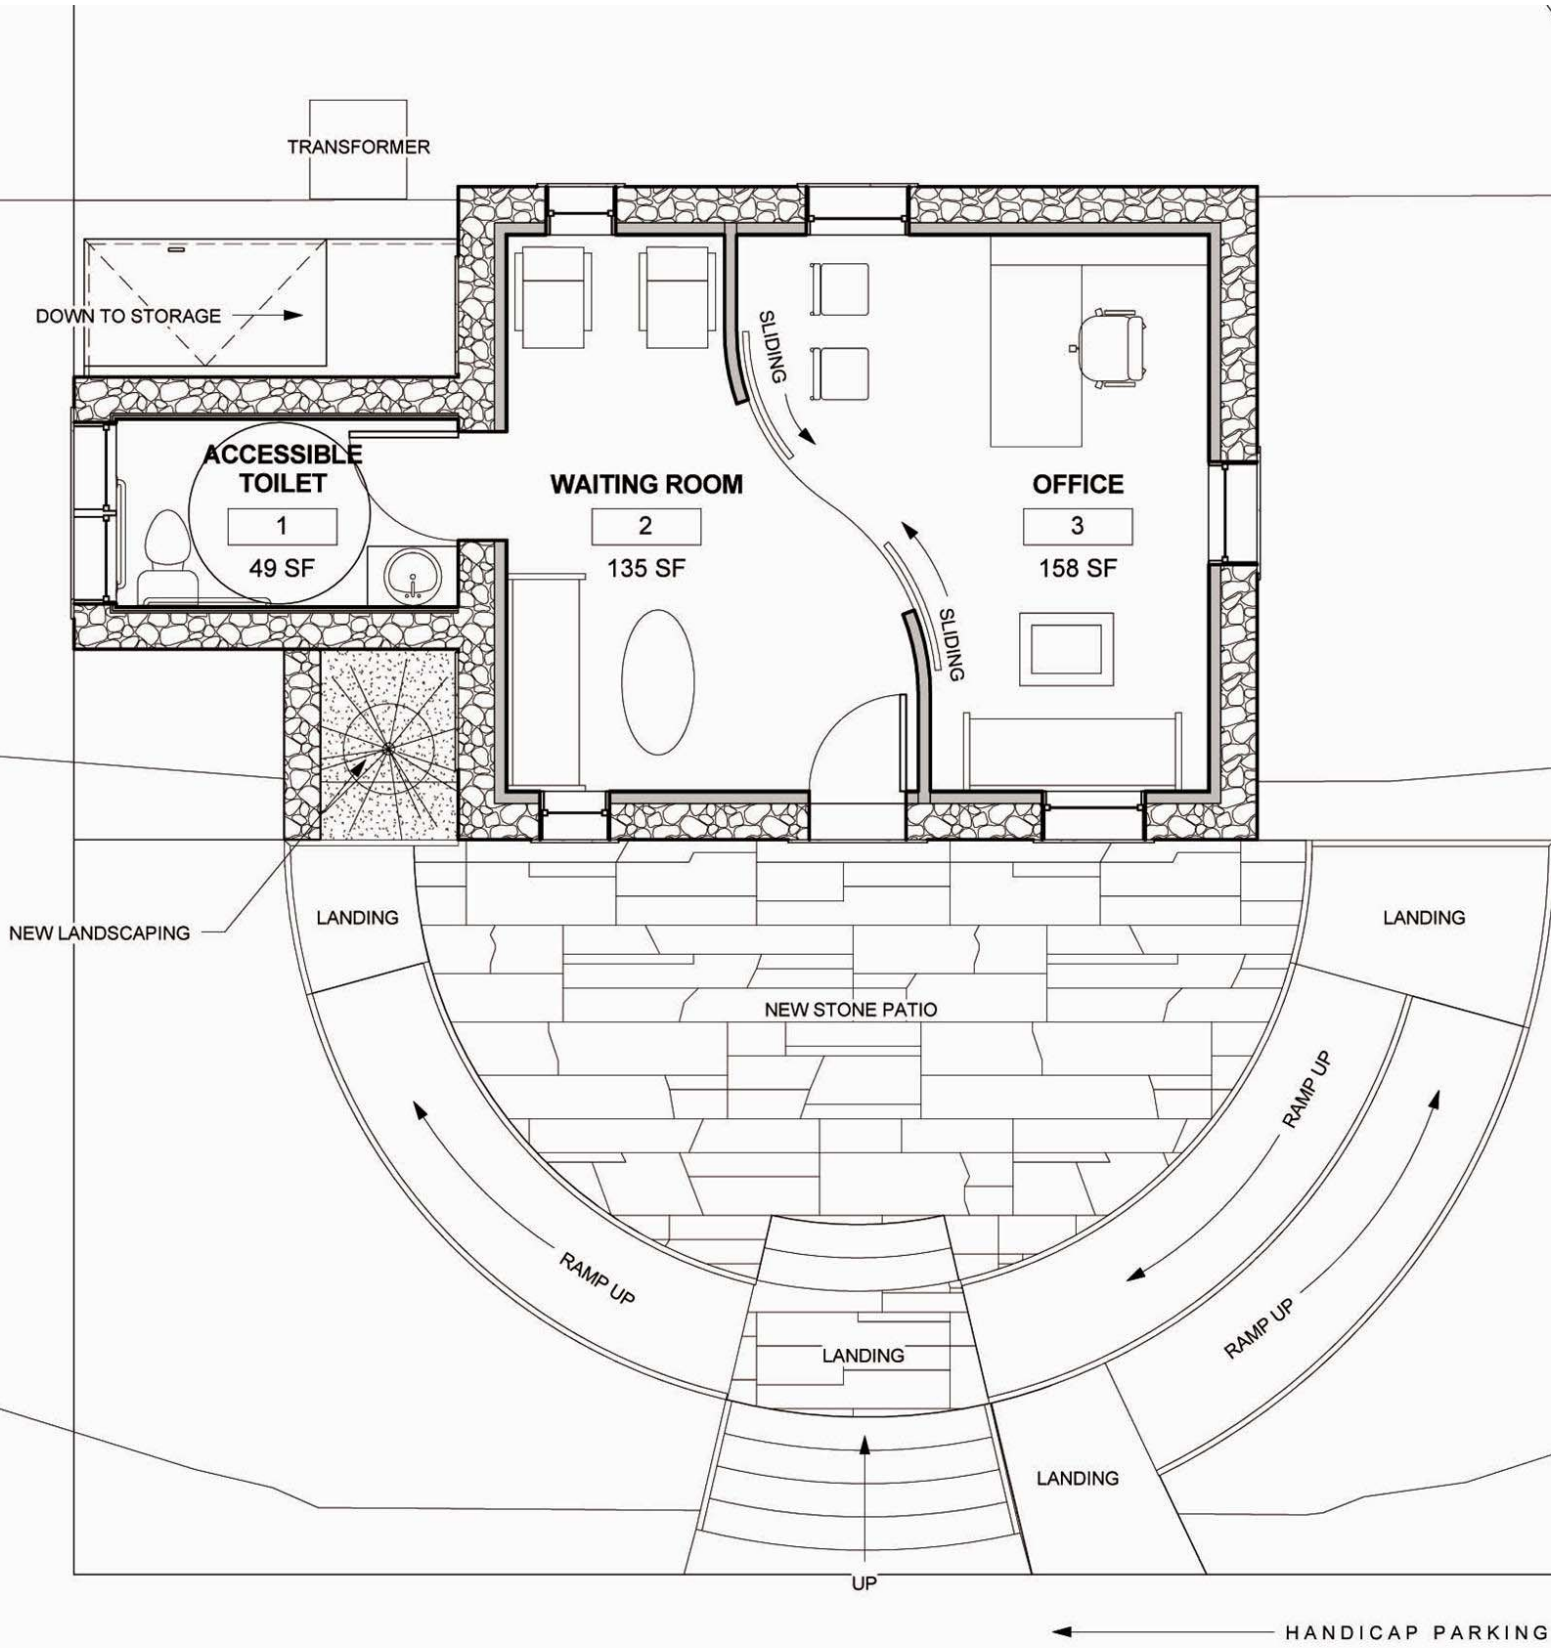 TRANSFORMER
DOWN TO STORAGE
SLIDING
ACCESSIBLE
TOILET
1
49 SF
WAITING ROOM
2
135 SF
OFFICE
3
158 SF
SLIDING
NEW LANDSCAPING
LANDING
LANDING
NEW STONE PATIO
RAMP UP
RAMP UP
RAMP UP
LANDING
LANDING
UP
HANDICAP PARKING